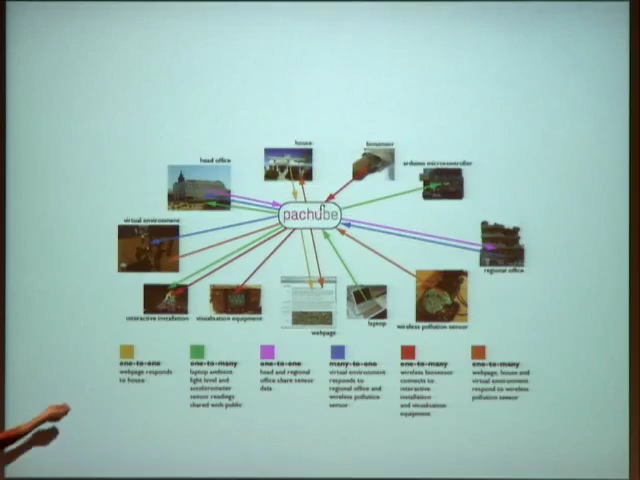 house
biosensor
head office
arduino microcontroller
pachube
virtual environment
regional office
interactive installation
visualisation equipment
webpage
laptop
wireless pollution sensor
one-to-one
webpage responds
to house
one-to-many
laptop ambient
light level and
accelerometer
sensor readings
shared with public
one-to-one
head and regional
office share sensor
data
many-to-one
virtual environment
responds to
regional office and
wireless pollution
sensor
one-to-many
wireless biosensor
connects to
interactive
installation
and visualisation
equipment
one-to-many
webpage, house and
virtual environment
respond to wireless
pollution sensor